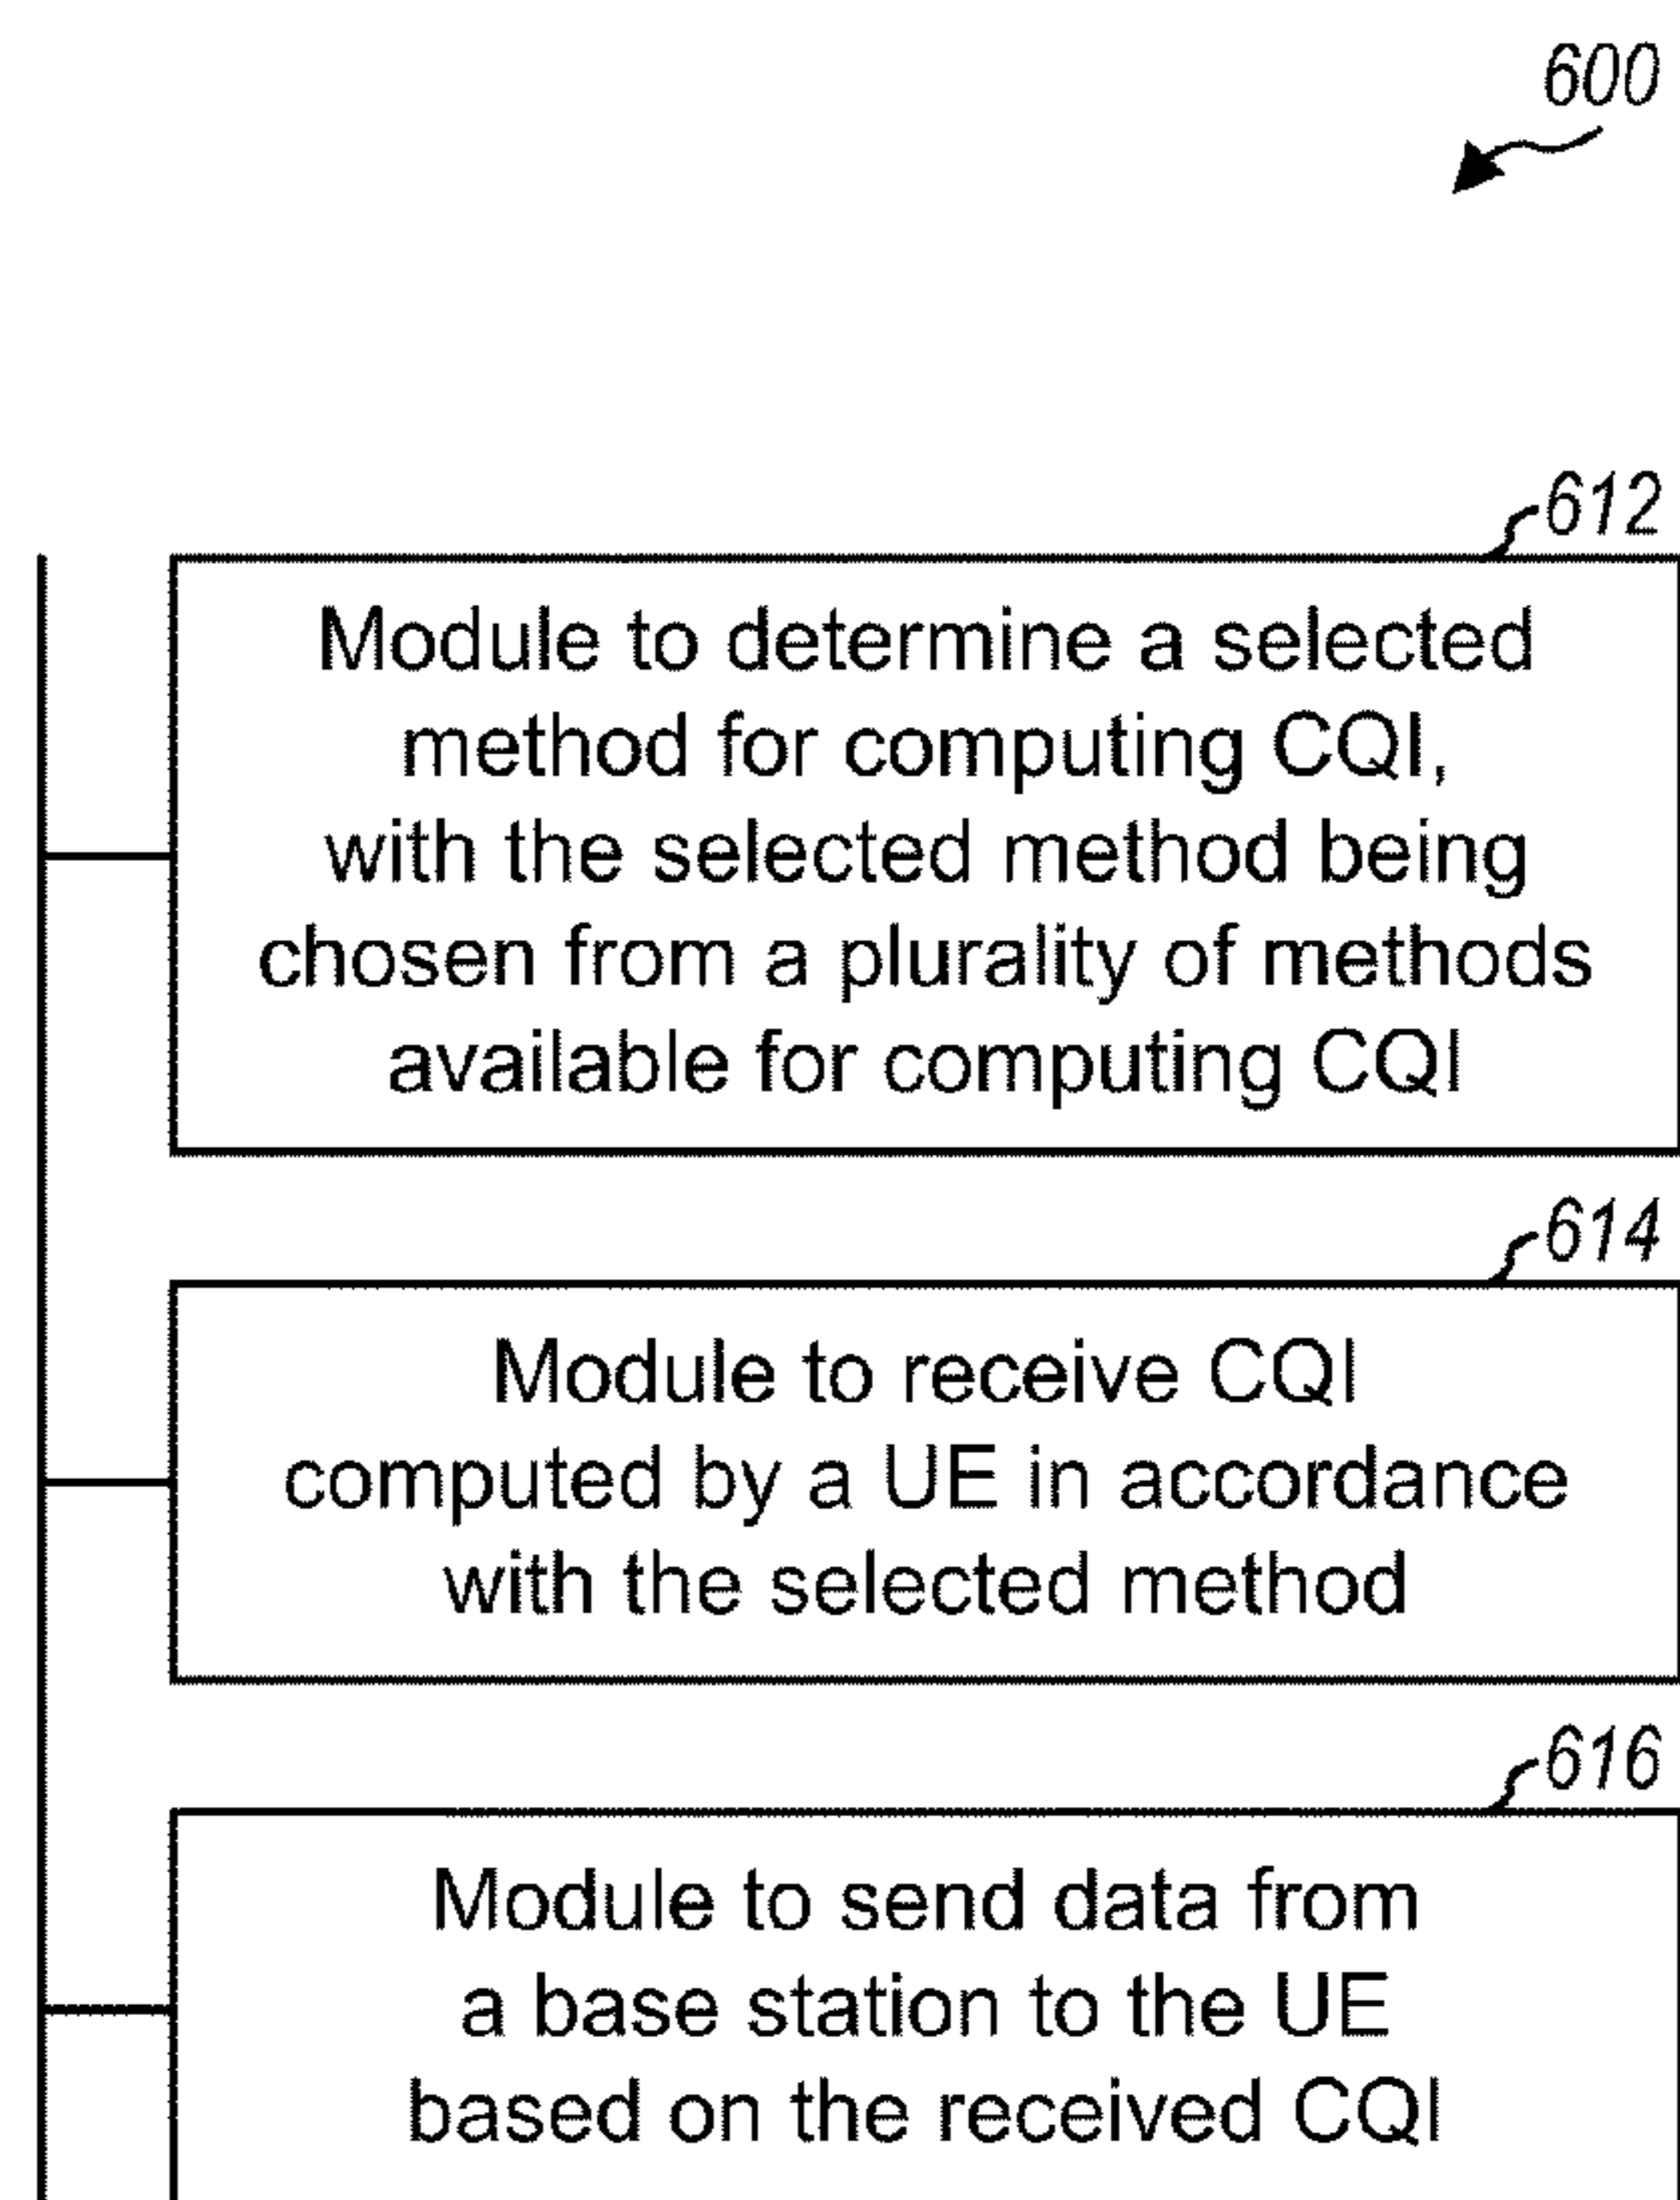 600
612
Module to determine a selected
method for computing CQI,
with the selected method being
chosen from a plurality of methods
available for computing CQI
614
Module to receive CQI
computed by a UE in accordance
with the selected method
616
Module to send data from
a base station to the UE
based on the received CQI